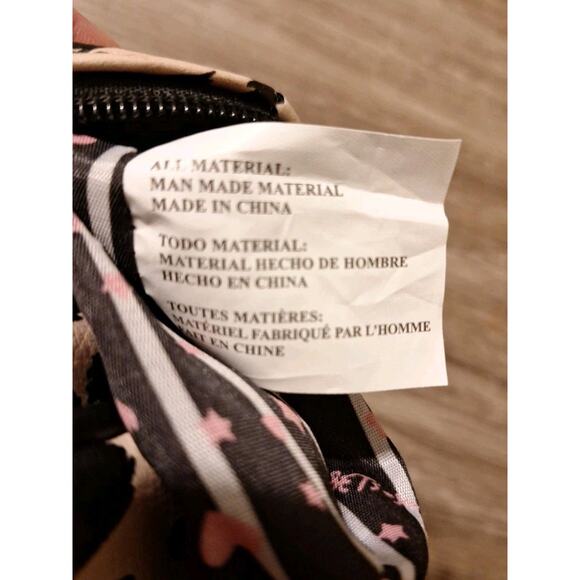 ALL MATERIAL:
MAN MADE MATERIAL
MADE IN CHINA
TODO MATERIAL:
MATERIAL HECHO DE HOMBRE
HECHO EN CHINA
TOUTES MATIÈRES:
MATÉRIEL FABRIQUÉ PAR L'HOMME
FAIT EN CHINE